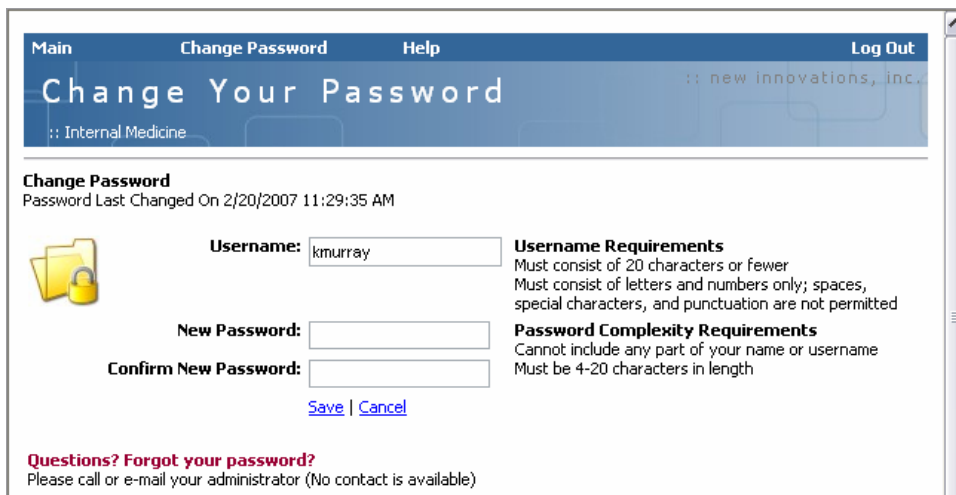 Main Change Password Help Log Out
:: new innovations, inc.
Change Your Password
:: Internal Medicine
Change Password
Password Last Changed On 2/20/2007 11:29:35 AM
Username: kmurray
Username Requirements
Must consist of 20 characters or fewer
Must consist of letters and numbers only; spaces,
special characters, and punctuation are not permitted
New Password:
Password Complexity Requirements
Cannot include any part of your name or username
Confirm New Password:
Must be 4-20 characters in length
Save | Cancel
Questions? Forgot your password?
Please call or e-mail your administrator (No contact is available)